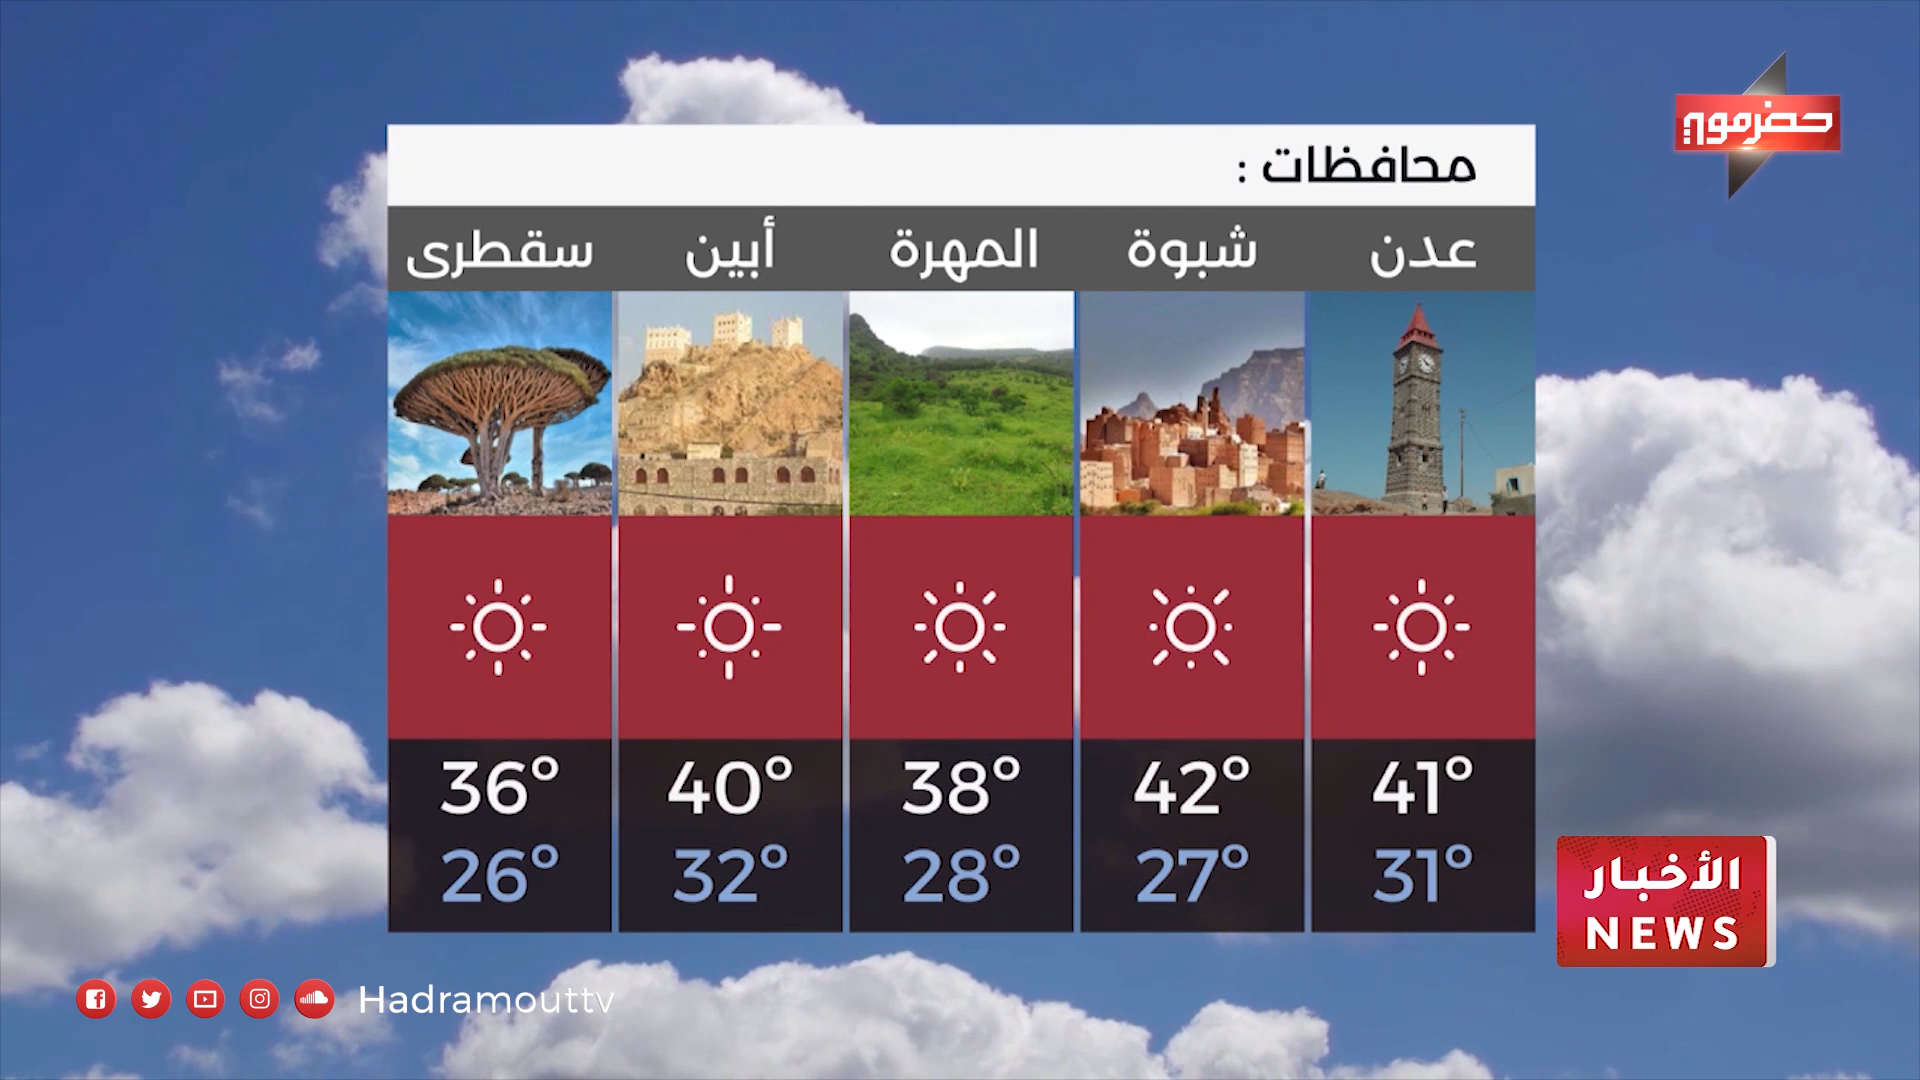 حضرموت
محافظات :
عدن شبوة المهرة أبين سقطرى
41° 42° 38° 40° 36°
31° 27° 28° 32° 26°
الأخبار
NEWS
Hadramouttv